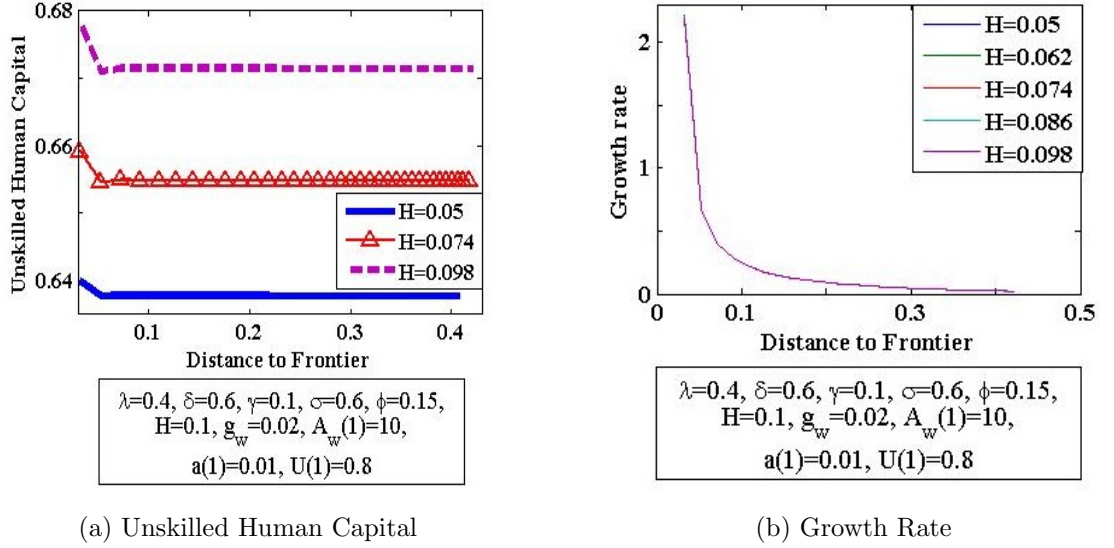 0.68
0.66
0.64
Unskilled Human Capital
H=0.05
H=0.074
H=0.098
0.1
0.2
0.3
0.4
Distance to Frontier
λ=0.4, δ=0.6, γ=0.1, σ=0.6, ϕ=0.15,
H=0.1, g_w=0.02, A_w(1)=10,
a(1)=0.01, U(1)=0.8
(a) Unskilled Human Capital
2
1
0
Growth rate
H=0.05
H=0.062
H=0.074
H=0.086
H=0.098
0
0.1
0.3
0.5
Distance to Frontier
λ=0.4, δ=0.6, γ=0.1, σ=0.6, ϕ=0.15,
H=0.1, g_w=0.02, A_w(1)=10,
a(1)=0.01, U(1)=0.8
(b) Growth Rate